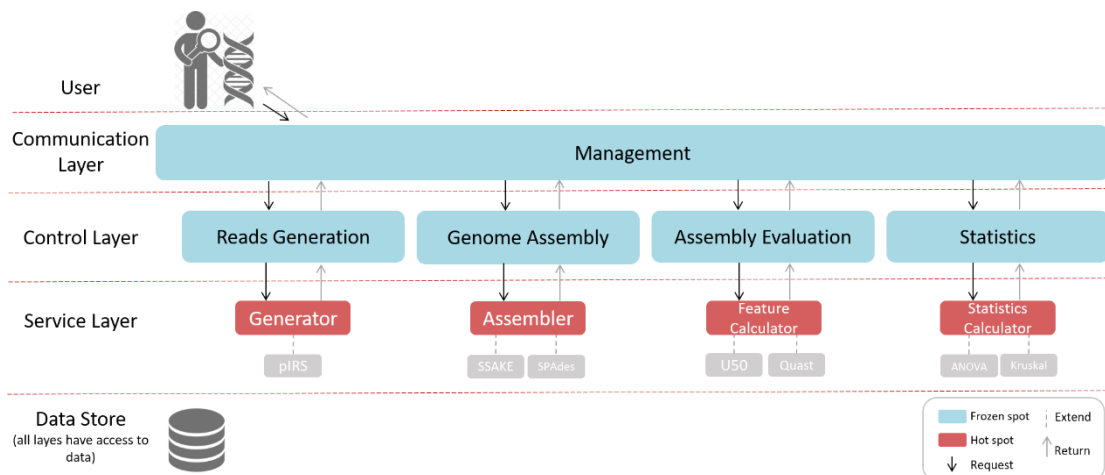 User
Communication
Layer
Management
Control Layer
Reads Generation
Genome Assembly
Assembly Evaluation
Statistics
Service Layer
Generator
Assembler
Feature
Calculator
Statistics
Calculator
pIRS
SSAKE
SPAdes
U50
Quast
ANOVA
Kruskal
Data Store
(all layes have access to
data)
Frozen spot
Extend
Hot spot
Return
Request